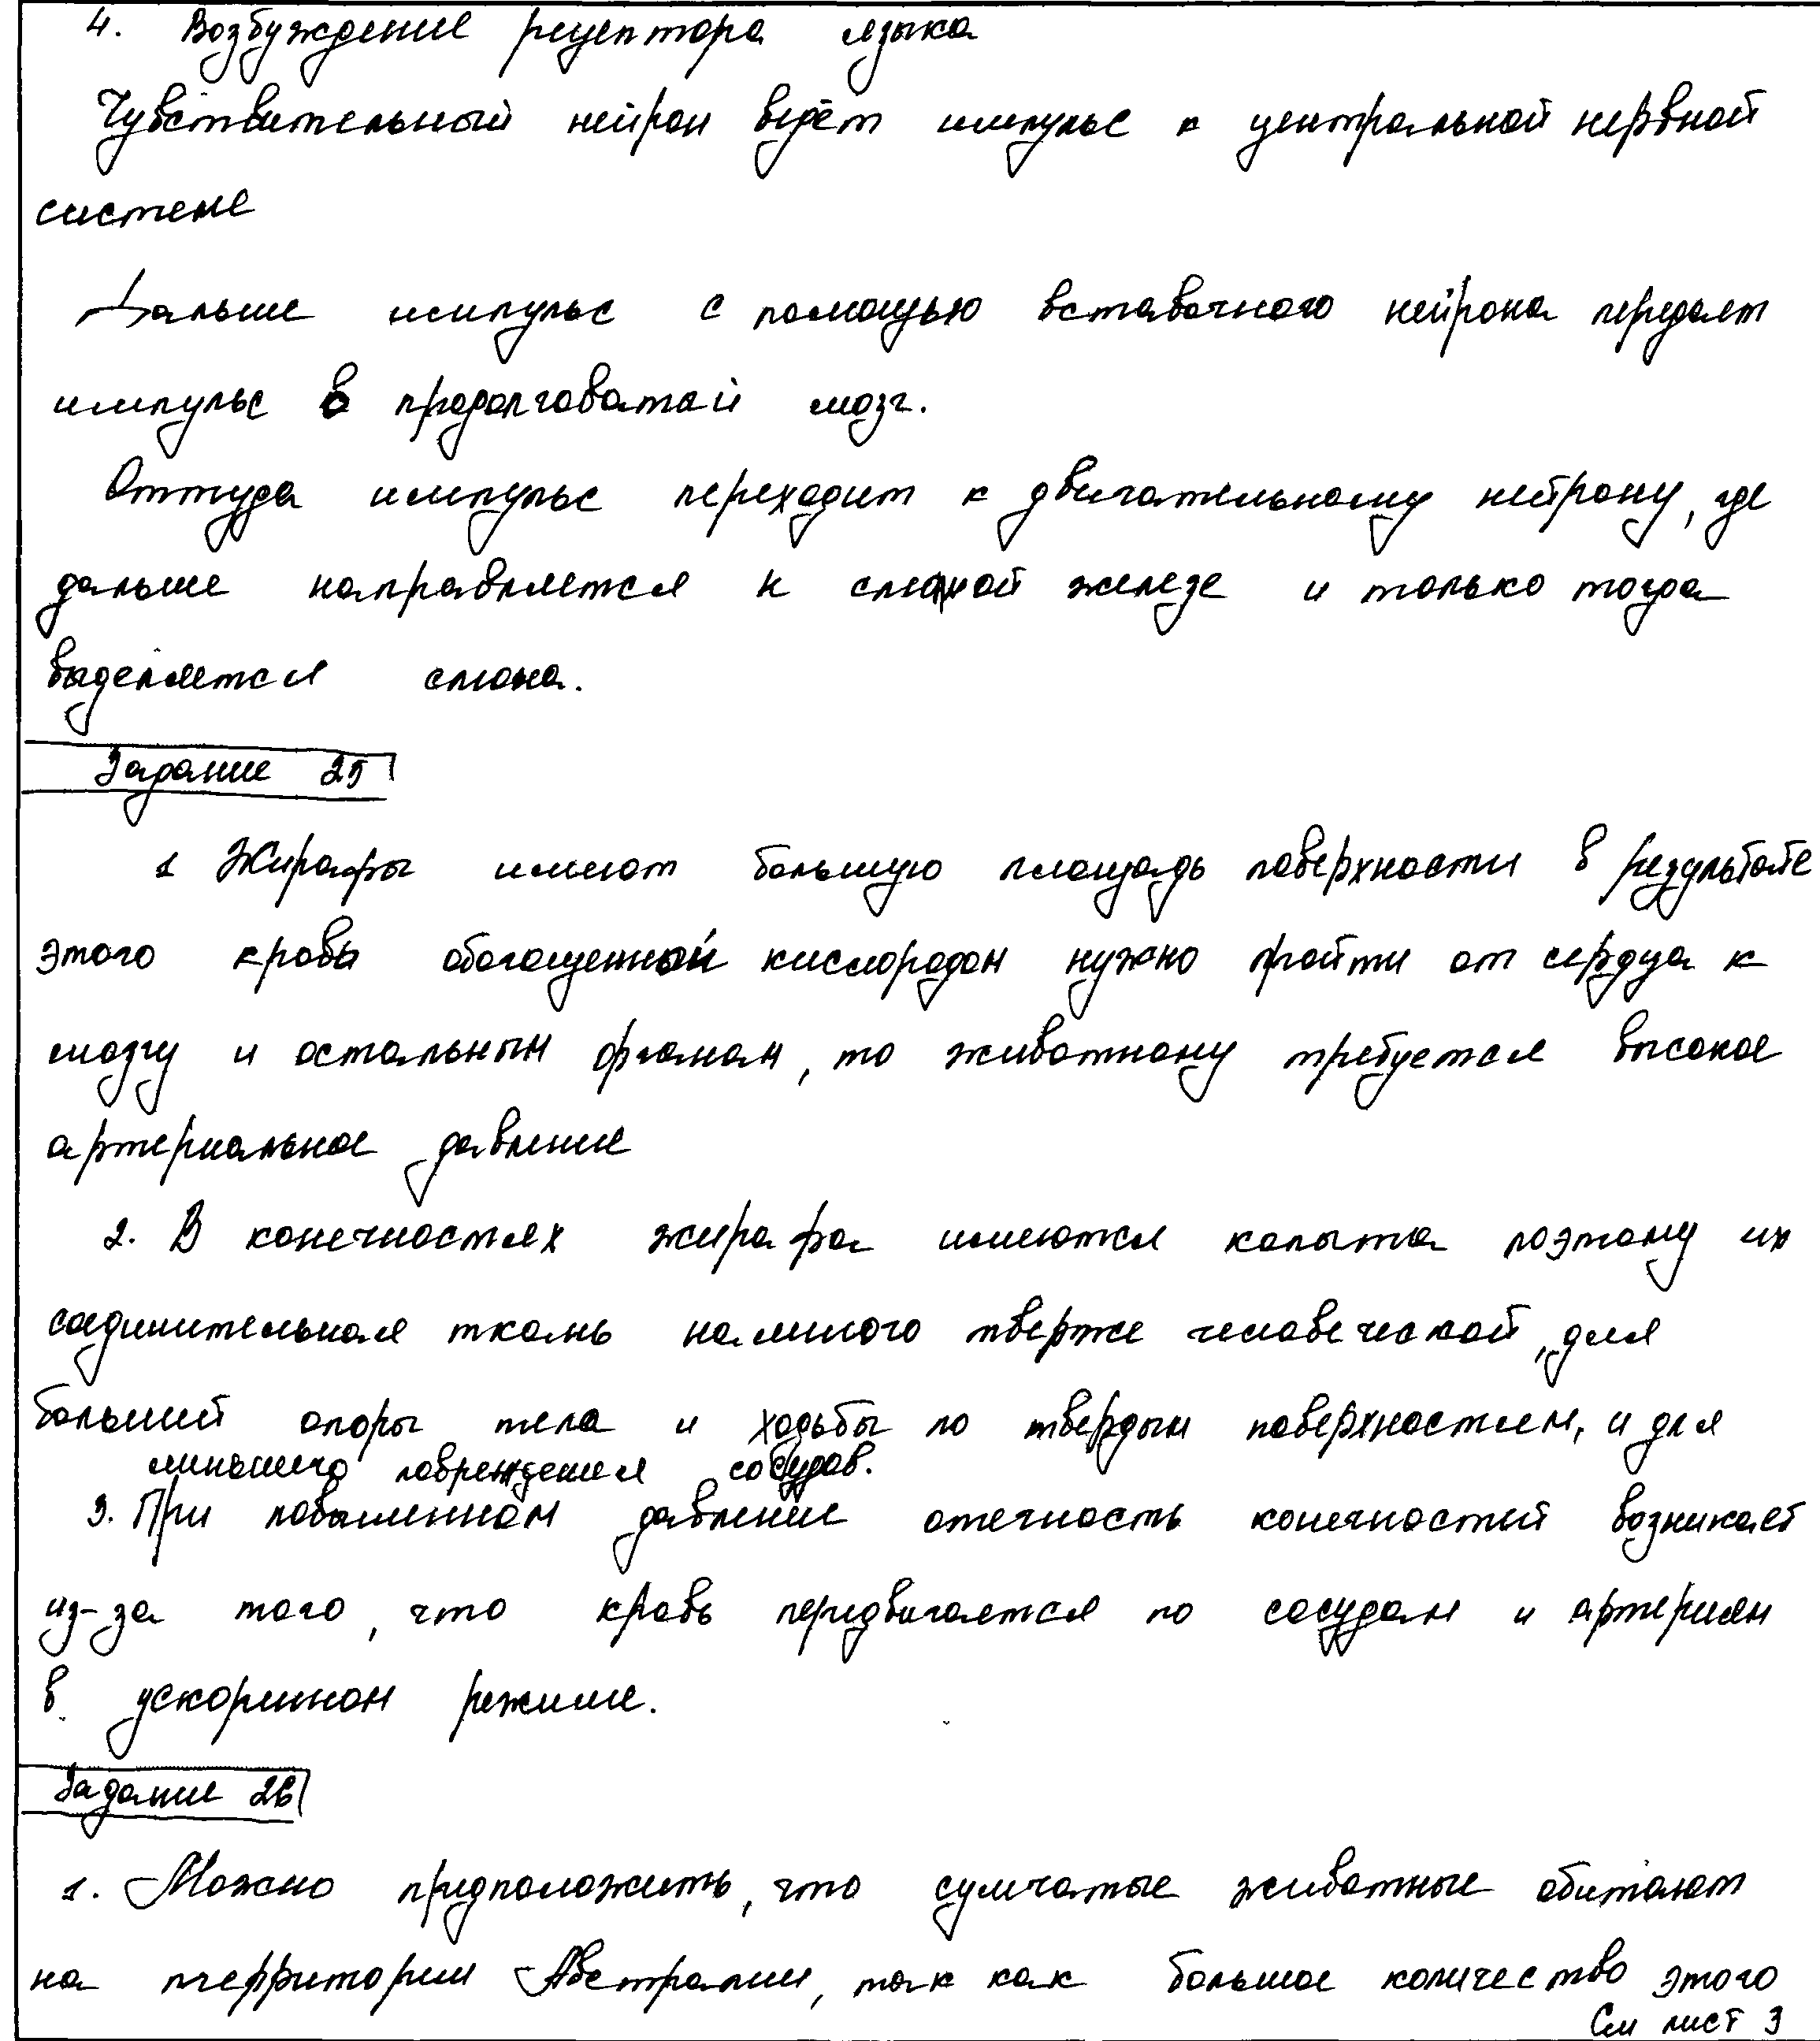 4. Возбуждение рецептора языка
Чувствительный нейрон ведёт импульс к центральной нервной
системе
Дальше импульс с помощью вставочного нейрона передает
импульс в продолговатый мозг.
Оттуда импульс переходит к двигательному нейрону, где
дальше направляется к слюной железе и только тогда
выделяется слюна.
Задание 25
1 Жирафы имеют большую площадь поверхности в результате
этого кровь обогащенной кислородом нужно пройти от сердца к
мозгу и остальным органам, то животному требуется высокое
артериальное давление
2. В конечностях жирафа имеются копыта поэтому их
соединительная ткань намного тверже человеческой, для
большей опоры тела и ходьбы по твердым поверхностям, и для
меньшего повреждения сосудов.
3. При повышенном давление отечность конечностей возникает
из-за того, что кровь передвигается по сосудам и артериям
в ускоренном режиме.
Задание 26
1. Можно предположить, что сумчатые животные обитают
на территории Австралии, так как большое количество этого
См лист 3